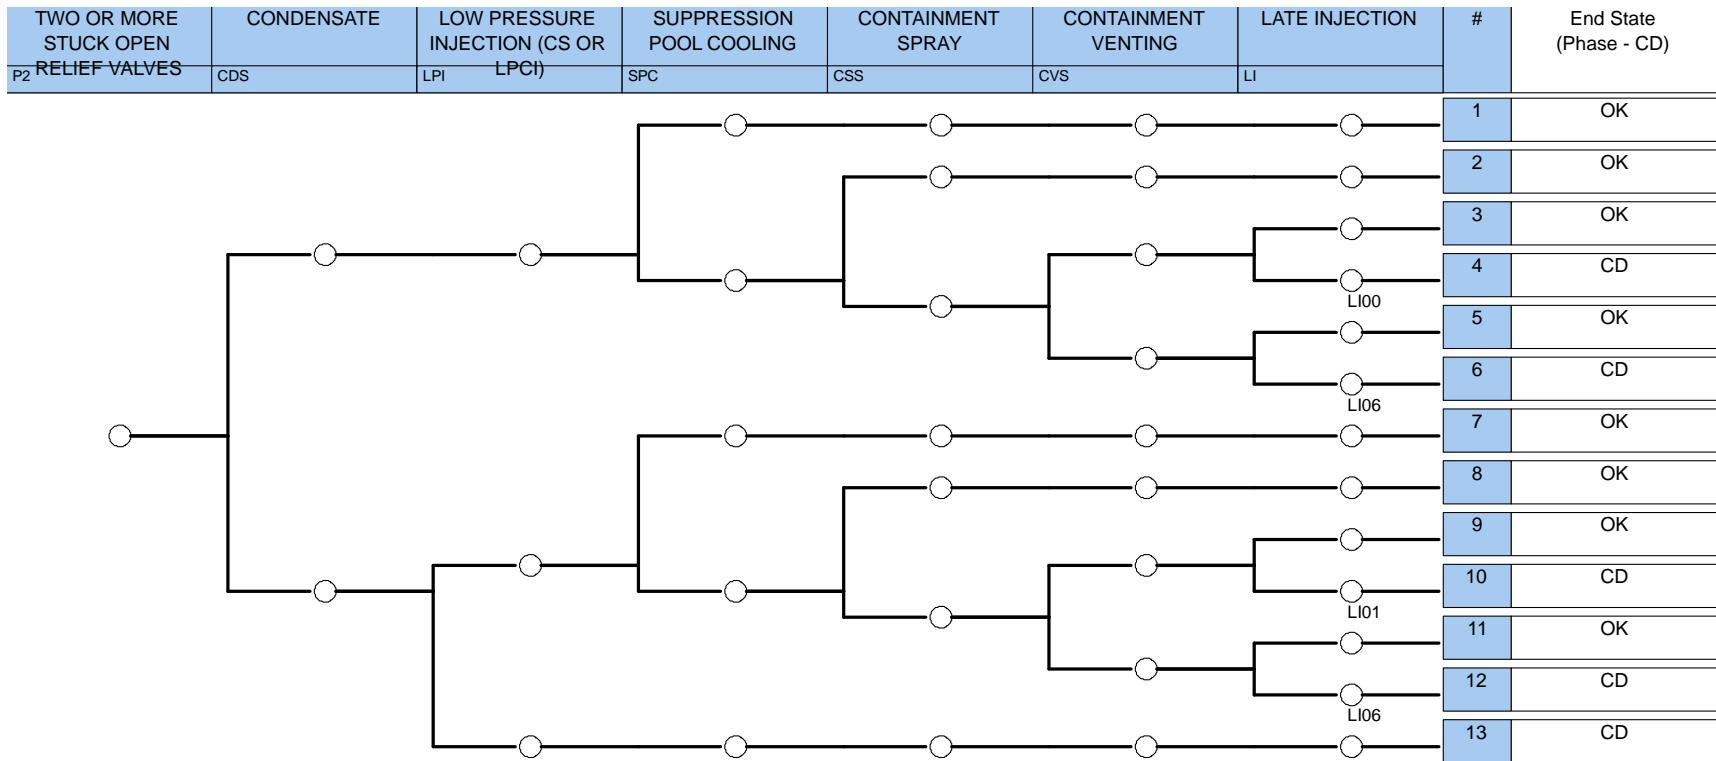 TWO OR MORE
STUCK OPEN
RELIEF VALVES
P2
CONDENSATE
CDS
LOW PRESSURE
INJECTION (CS OR
LPCI)
LPI
SUPPRESSION
POOL COOLING
SPC
CONTAINMENT
SPRAY
CSS
CONTAINMENT
VENTING
CVS
LATE INJECTION
LI
#
End State
(Phase - CD)
1 OK
2 OK
3 OK
4 CD
LI00
5 OK
6 CD
LI06
7 OK
8 OK
9 OK
10 CD
LI01
11 OK
12 CD
LI06
13 CD